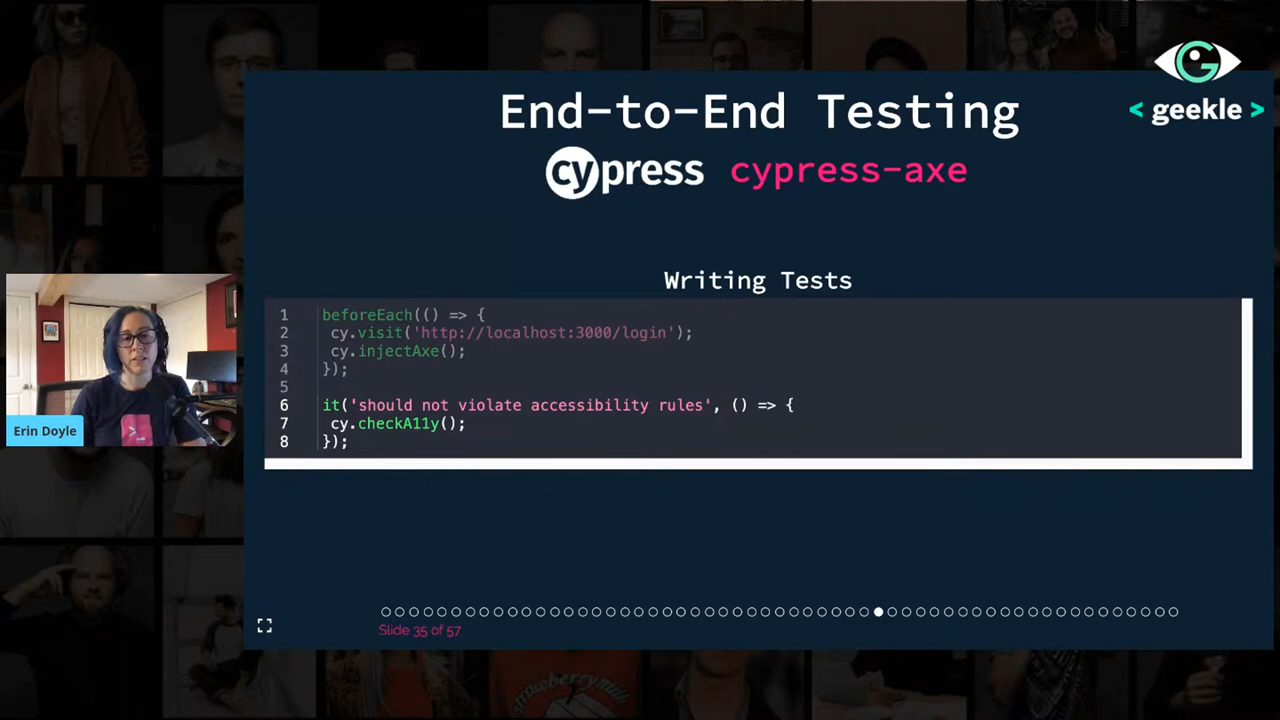 End-to-End Testing
< geekle >
cypress cypress-axe
Writing Tests
1 beforeEach(() => {
2 cy.visit('http://localhost:3000/login');
3 cy.injectAxe();
4 });
5
6 it('should not violate accessibility rules', () => {
7 cy.checkA11y();
8 });
Erin Doyle
Slide 35 of 57